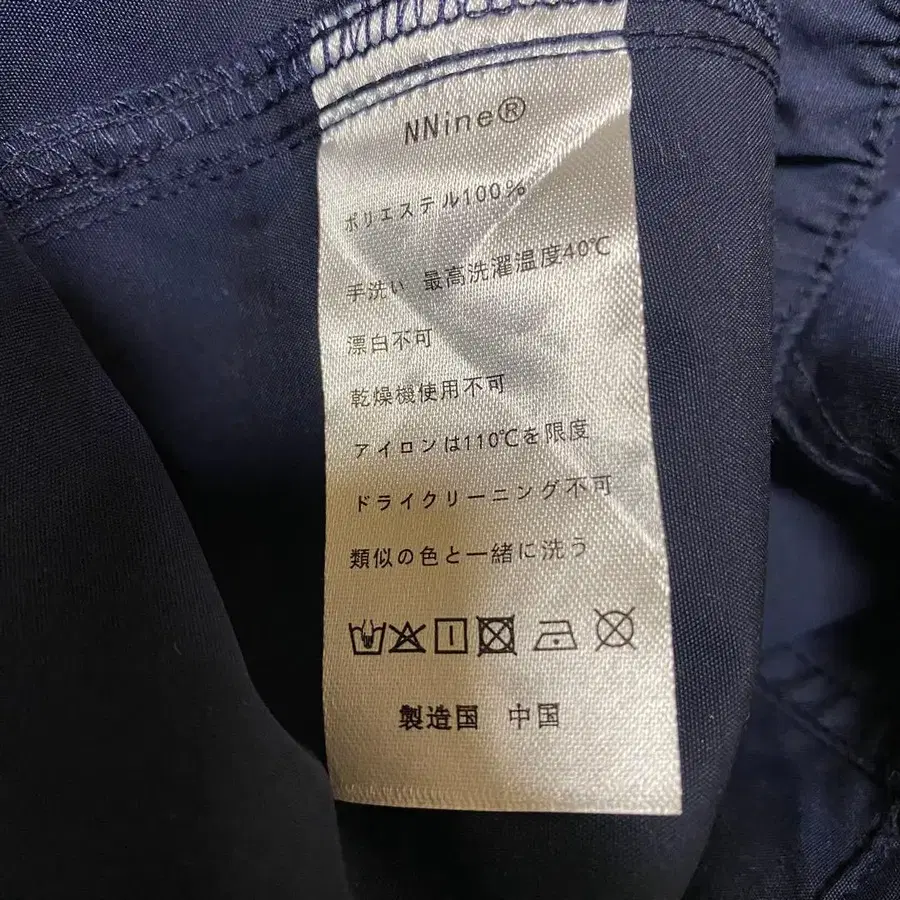 NNine®
ポリエステル100%
手洗い 最高洗濯温度40℃
漂白不可
乾燥機使用不可
アイロンは110℃を限度
ドライクリーニング不可
類似の色と一緒に洗う
製造国 中国